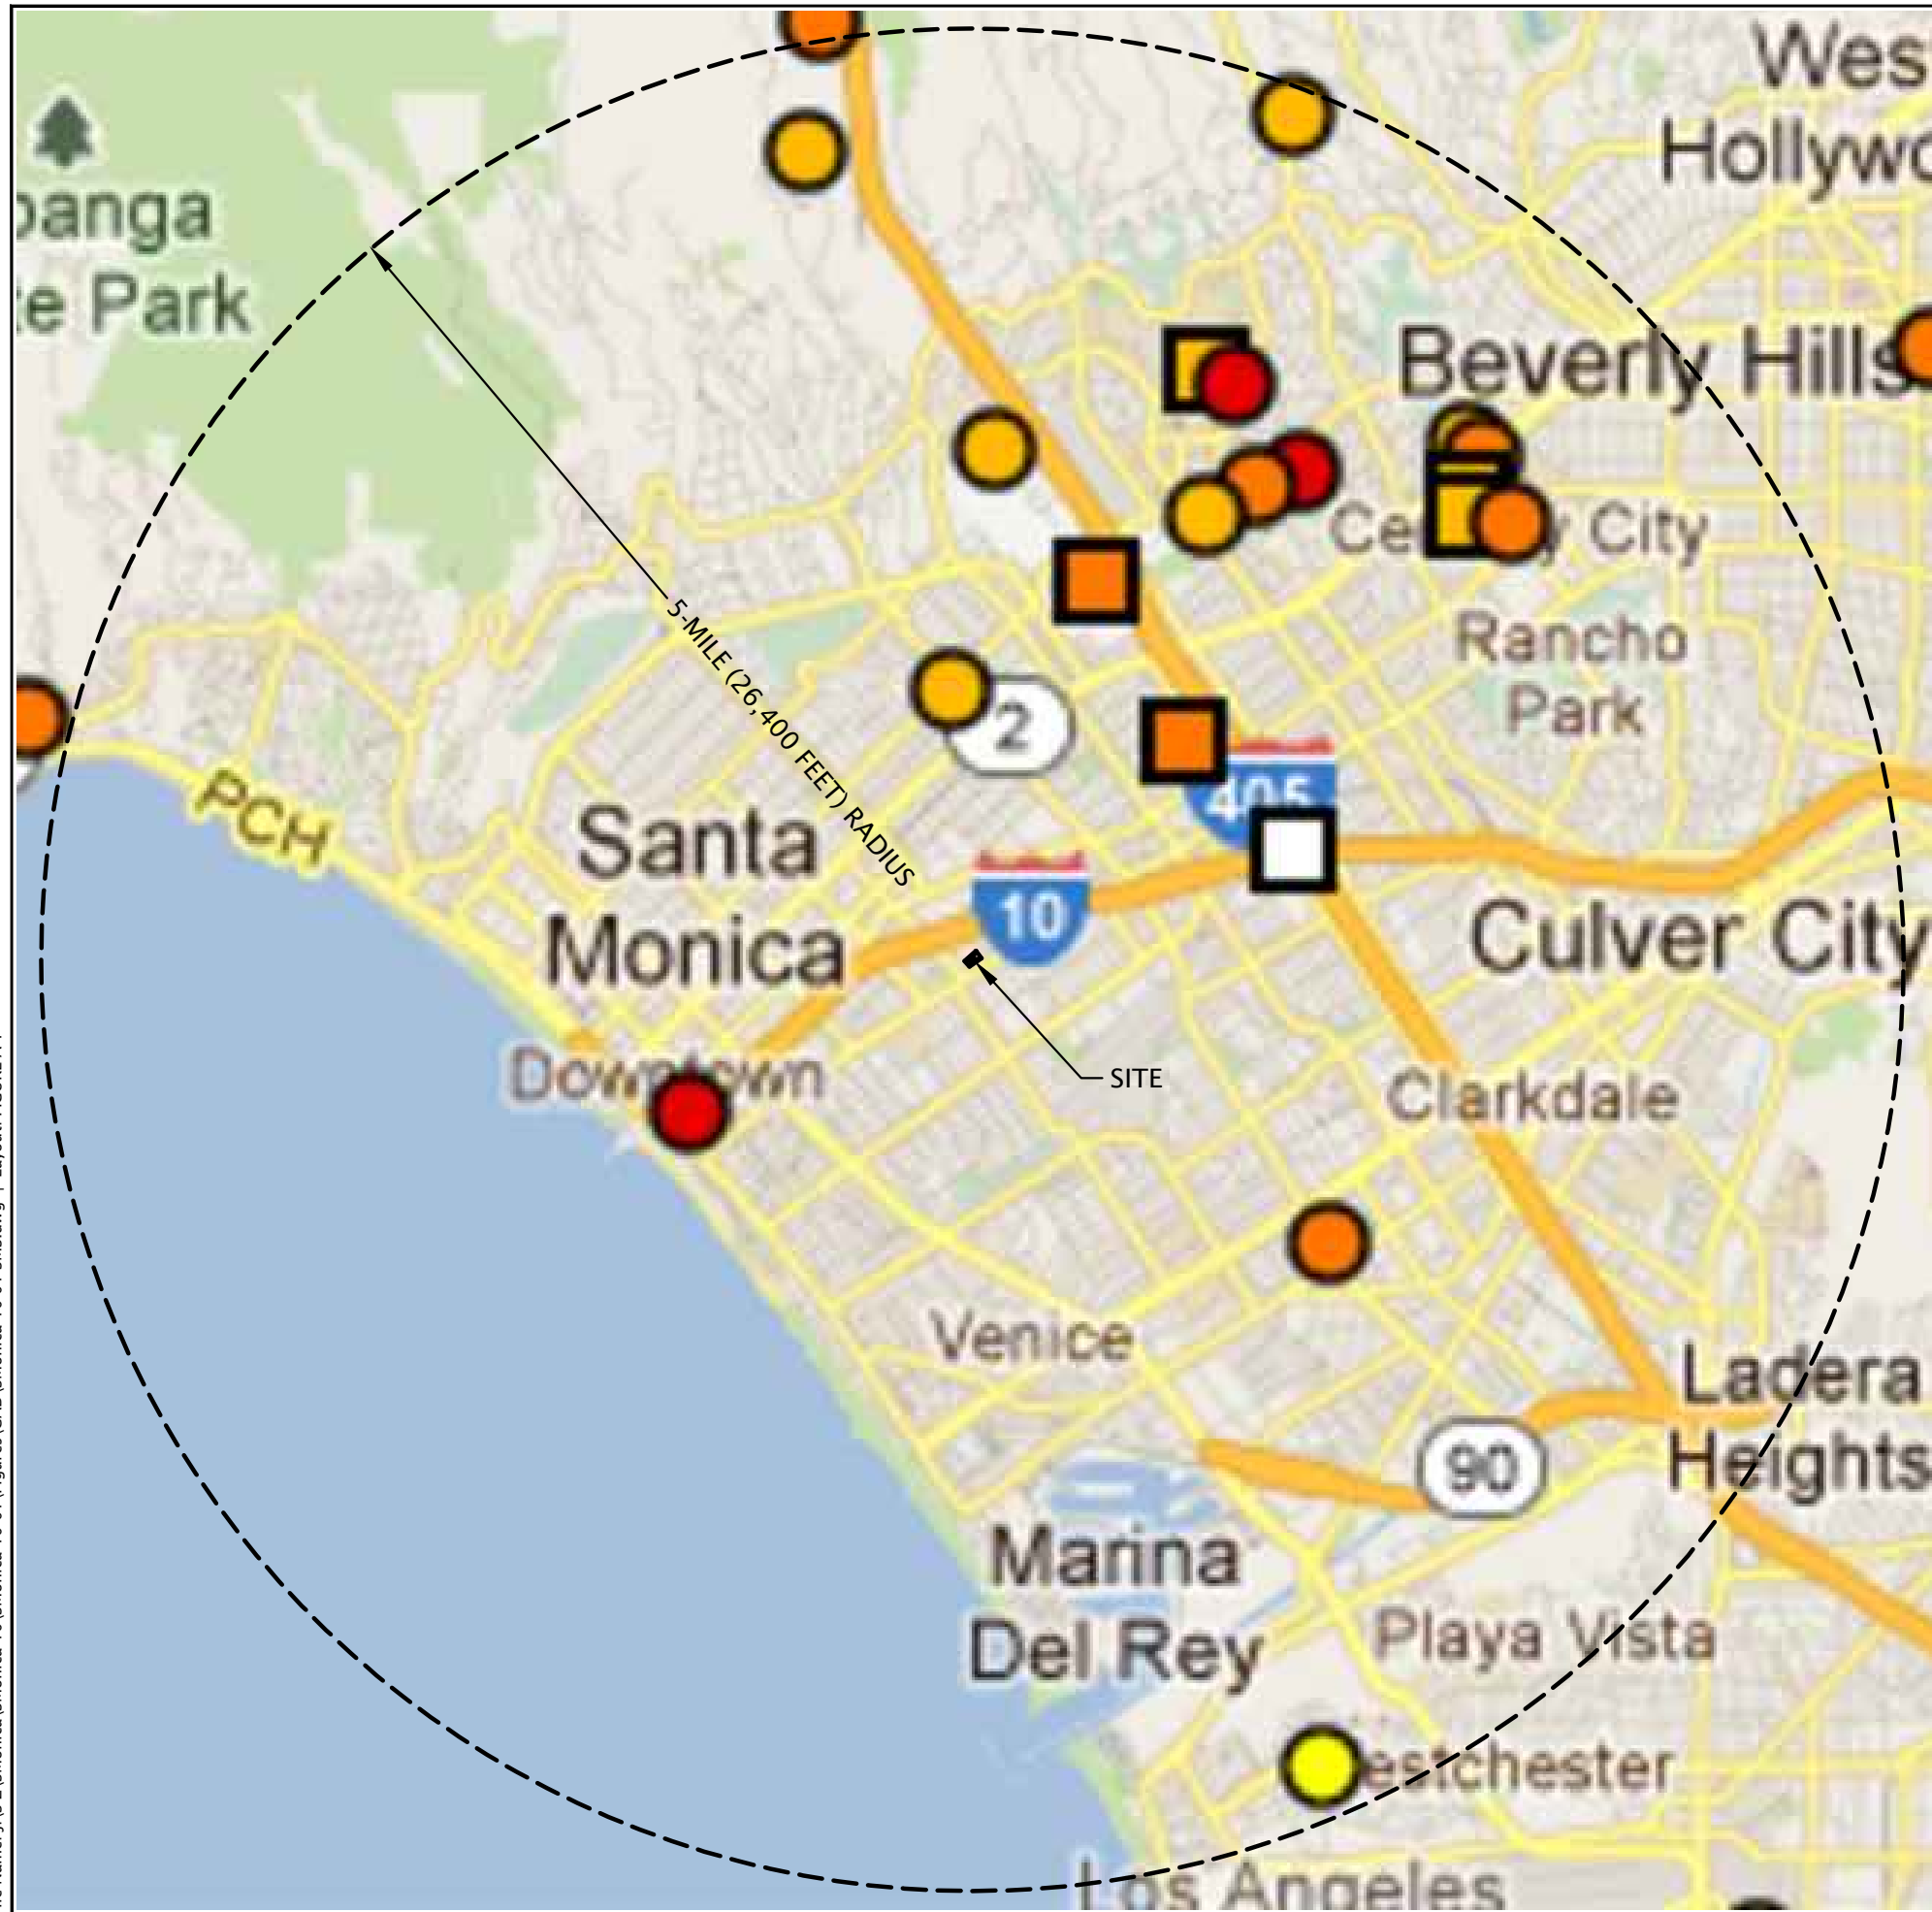 Wes
Hollywo
panga
te Park
Beverly Hills
Century City
Rancho
Park
5-MILE (26,400 FEET) RADIUS
2
405
PCH
Santa
Monica
10
Culver City
Downtown
SITE
Clarkdale
Venice
Ladera
Heights
90
Marina
Del Rey
Playa Vista
estchester
Los Angeles